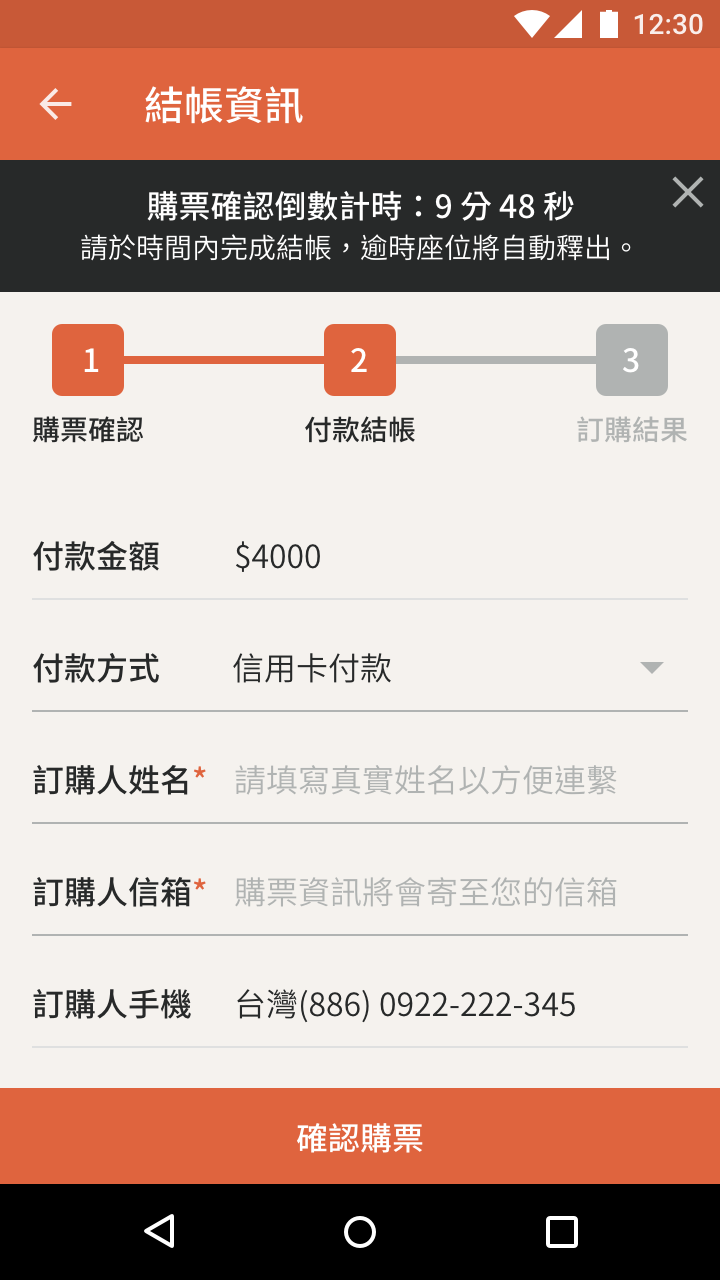 12:30
結帳資訊
購票確認倒數計時：9 分 48 秒
請於時間內完成結帳，逾時座位將自動釋出。
1 2 3
購票確認 付款結帳 訂購結果
付款金額 $4000
付款方式 信用卡付款
訂購人姓名* 請填寫真實姓名以方便連繫
訂購人信箱* 購票資訊將會寄至您的信箱
訂購人手機 台灣(886) 0922-222-345
確認購票